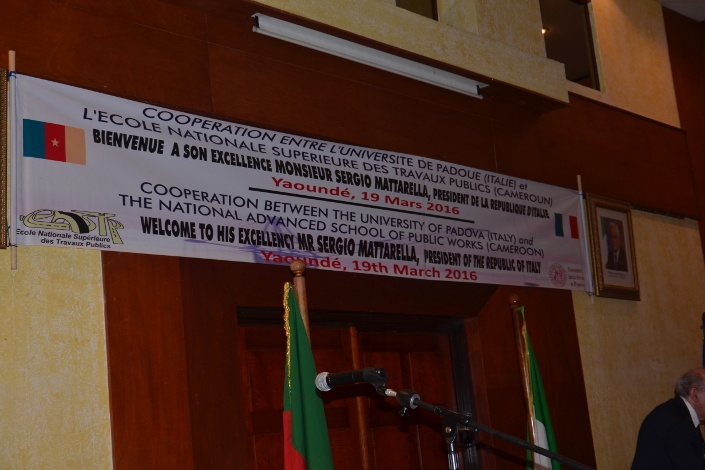 COOPERATION ENTRE L'UNIVERSITE DE PADOUE (ITALIE) et
L'ECOLE NATIONALE SUPERIEURE DES TRAVAUX PUBLICS (CAMEROUN)
BIENVENUE A SON EXCELLENCE MONSIEUR SERGIO MATTARELLA, PRESIDENT DE LA REPUBLIQUE D'ITALIE,
Yaoundé, 19 Mars 2016
COOPERATION BETWEEN THE UNIVERSITY OF PADOVA (ITALY) and
THE NATIONAL ADVANCED SCHOOL OF PUBLIC WORKS (CAMEROON)
WELCOME TO HIS EXCELLENCY MR SERGIO MATTARELLA, PRESIDENT OF THE REPUBLIC OF ITALY
Yaoundé, 19th March 2016
Ecole Nationale Supérieure
des Travaux Publics